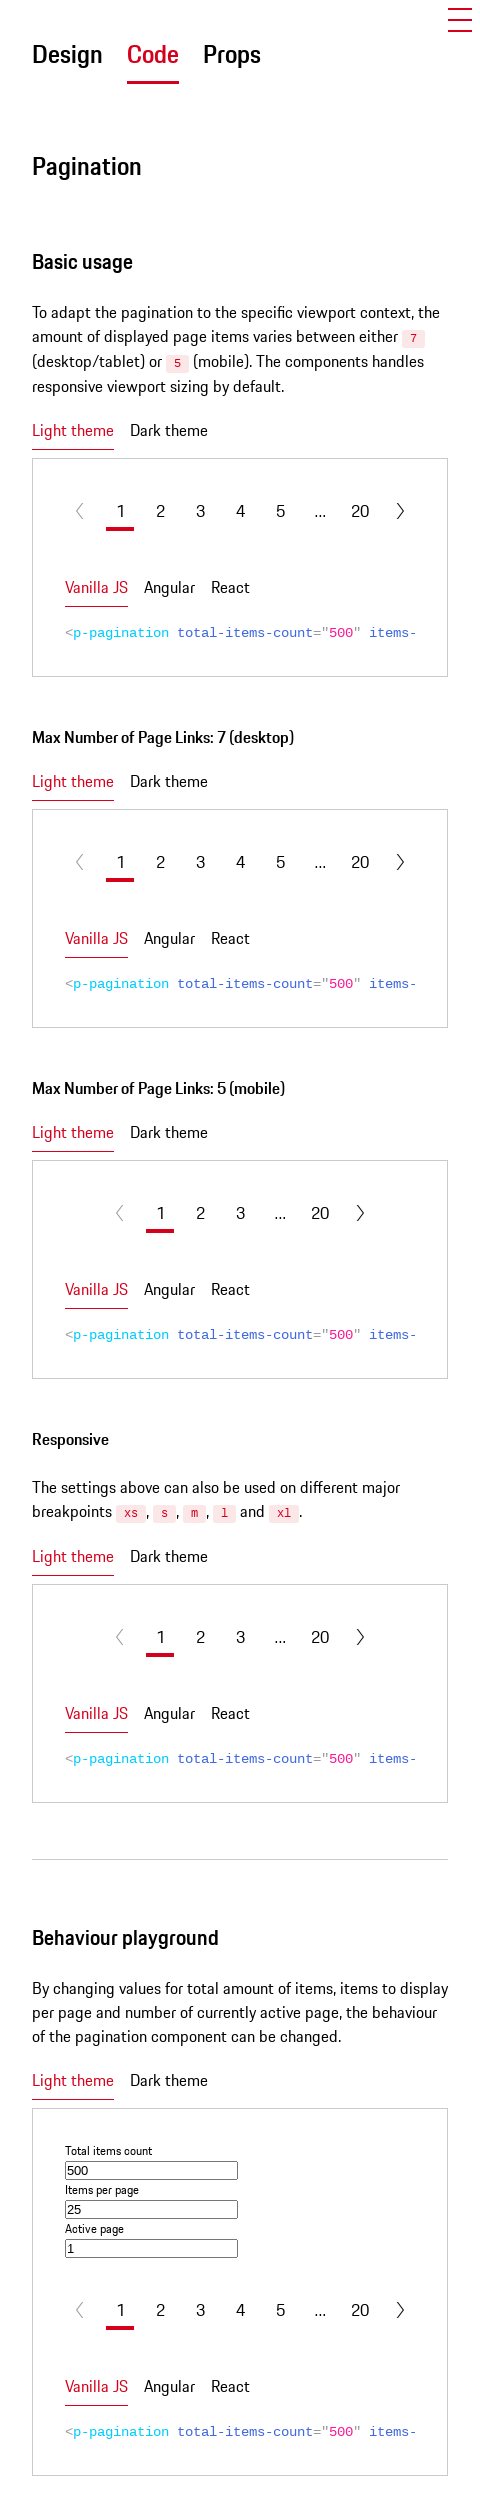 Design Code Props
Pagination
Basic usage
To adapt the pagination to the specific viewport context, the
amount of displayed page items varies between either 7
(desktop/tablet) or 5 (mobile). The components handles
responsive viewport sizing by default.
Light theme Dark theme
1 2 3 4 5 ... 20
Vanilla JS Angular React
<p-pagination total-items-count="500" items-
Max Number of Page Links: 7 (desktop)
Light theme Dark theme
1 2 3 4 5 ... 20
Vanilla JS Angular React
<p-pagination total-items-count="500" items-
Max Number of Page Links: 5 (mobile)
Light theme Dark theme
1 2 3 ... 20
Vanilla JS Angular React
<p-pagination total-items-count="500" items-
Responsive
The settings above can also be used on different major
breakpoints xs, s, m, l and xl.
Light theme Dark theme
1 2 3 ... 20
Vanilla JS Angular React
<p-pagination total-items-count="500" items-
Behaviour playground
By changing values for total amount of items, items to display
per page and number of currently active page, the behaviour
of the pagination component can be changed.
Light theme Dark theme
Total items count
500
Items per page
25
Active page
1
1 2 3 4 5 ... 20
Vanilla JS Angular React
<p-pagination total-items-count="500" items-